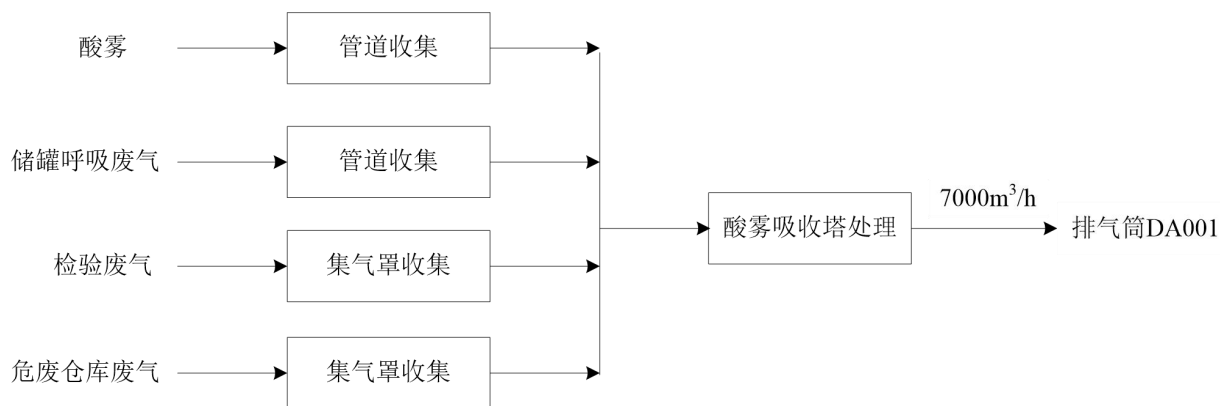 酸雾
管道收集
储罐呼吸废气
管道收集
7000m³/h
酸雾吸收塔处理
排气筒DA001
检验废气
集气罩收集
危废仓库废气
集气罩收集